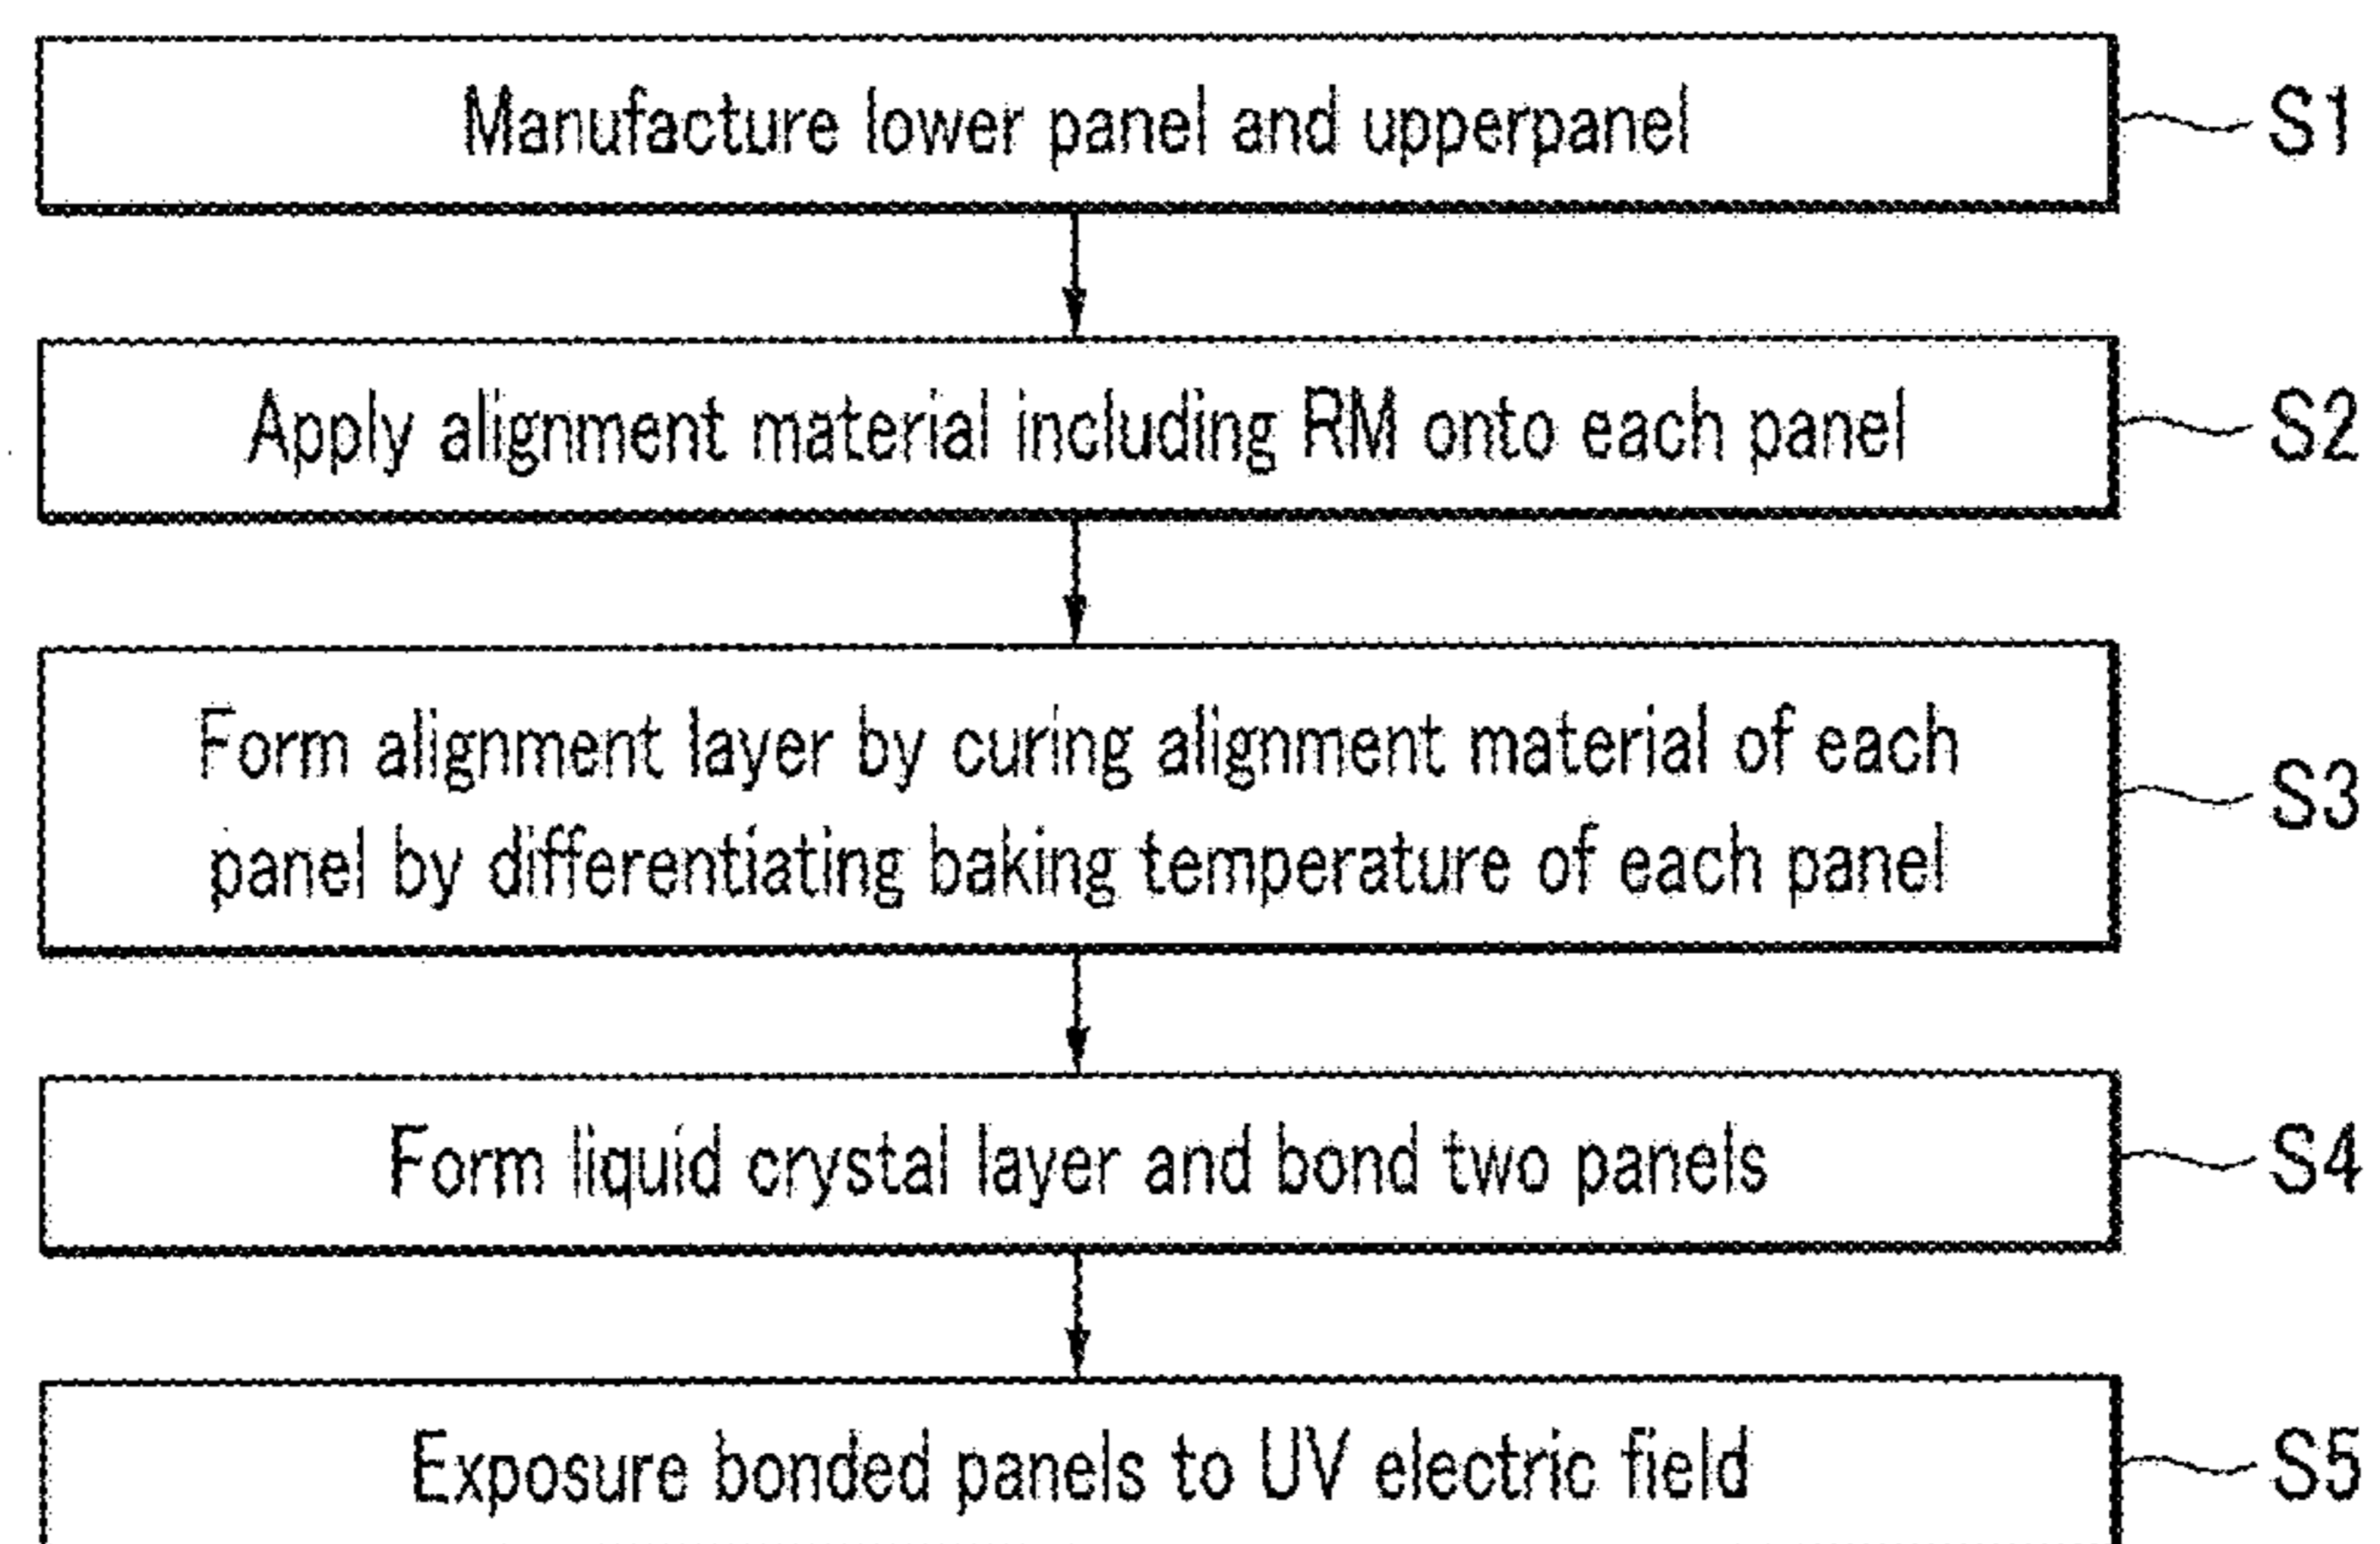 Manufacture lower panel and upperpanel S1
Apply alignment material including RM onto each panel S2
Form alignment layer by curing alignment material of each
panel by differentiating baking temperature of each panel S3
Form liquid crystal layer and bond two panels S4
Exposure bonded panels to UV electric field S5